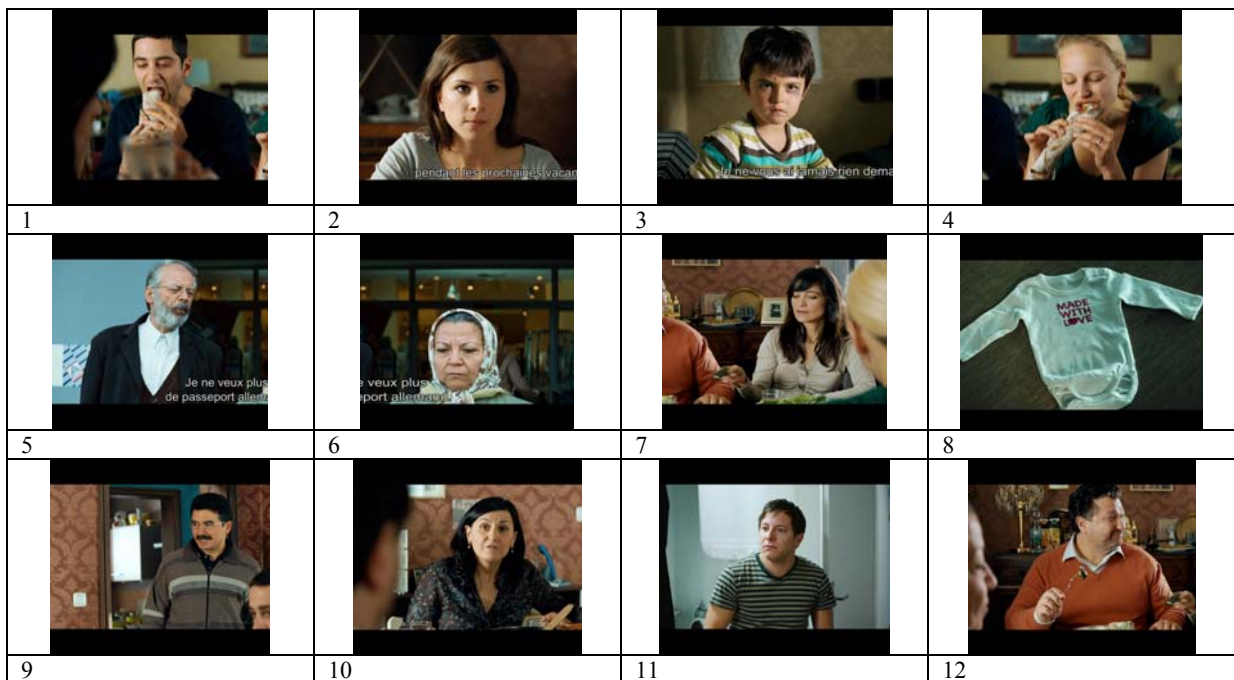 pendant les prochaines vacan
Je ne vous ai jamais rien dema
1
2
3
4
Je ne veux plus
de passeport allem
e veux plus
eport allemand
MADE
WITH
LOVE
5
6
7
8
9
10
11
12